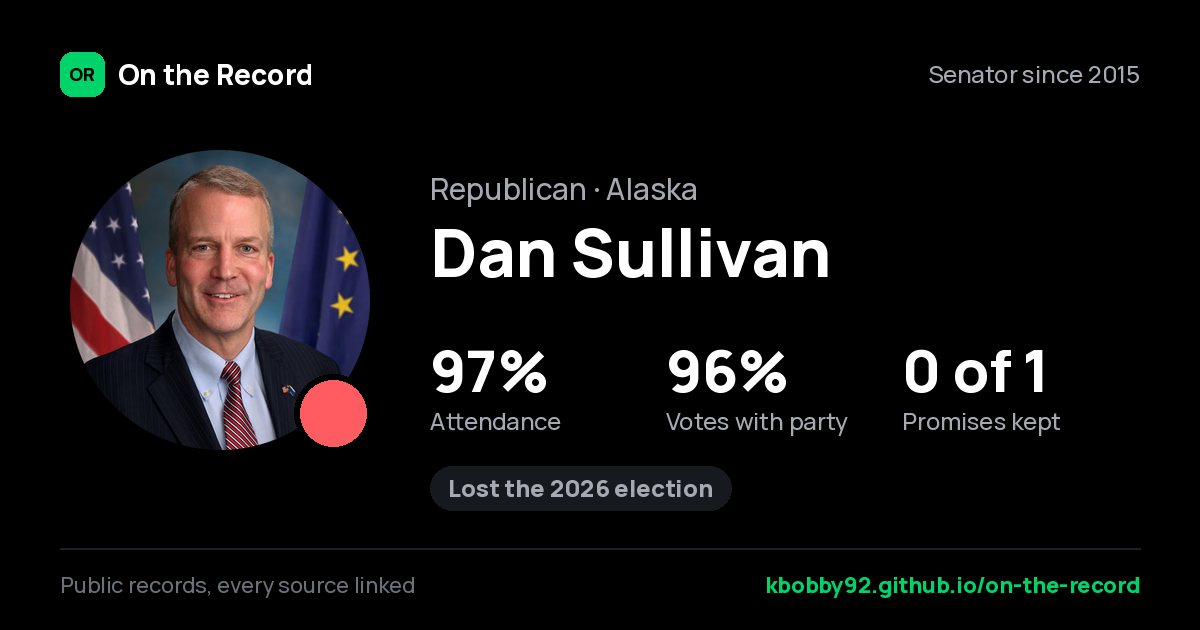 OR On the Record
Senator since 2015
Republican · Alaska
Dan Sullivan
97% 96% 0 of 1
Attendance Votes with party Promises kept
Lost the 2026 election
Public records, every source linked
kbobby92.github.io/on-the-record